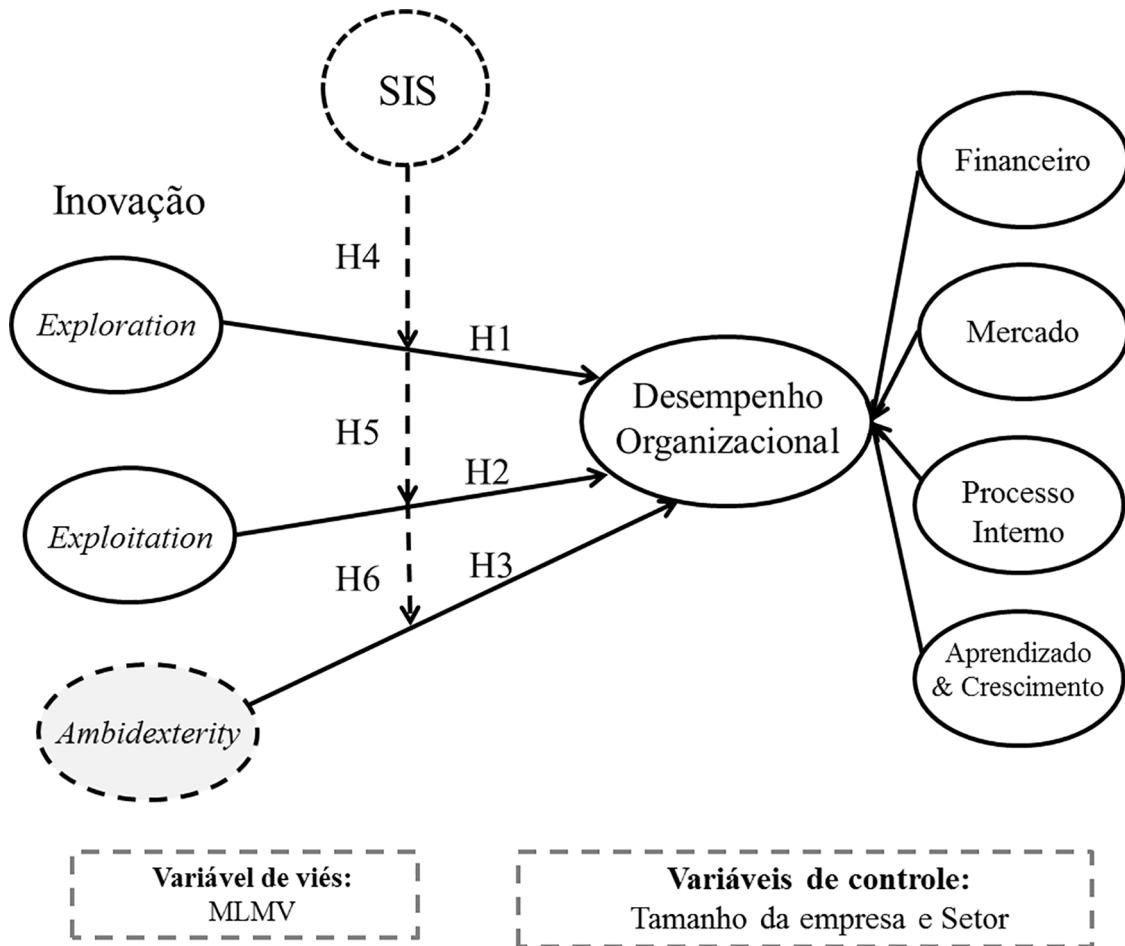 SIS
Inovação
H4
Exploration
H1
H5
Exploitation
H2
H6
H3
Ambidexterity
Desempenho
Organizacional
Financeiro
Mercado
Processo
Interno
Aprendizado
& Crescimento
Variável de viés:
MLMV
Variáveis de controle:
Tamanho da empresa e Setor